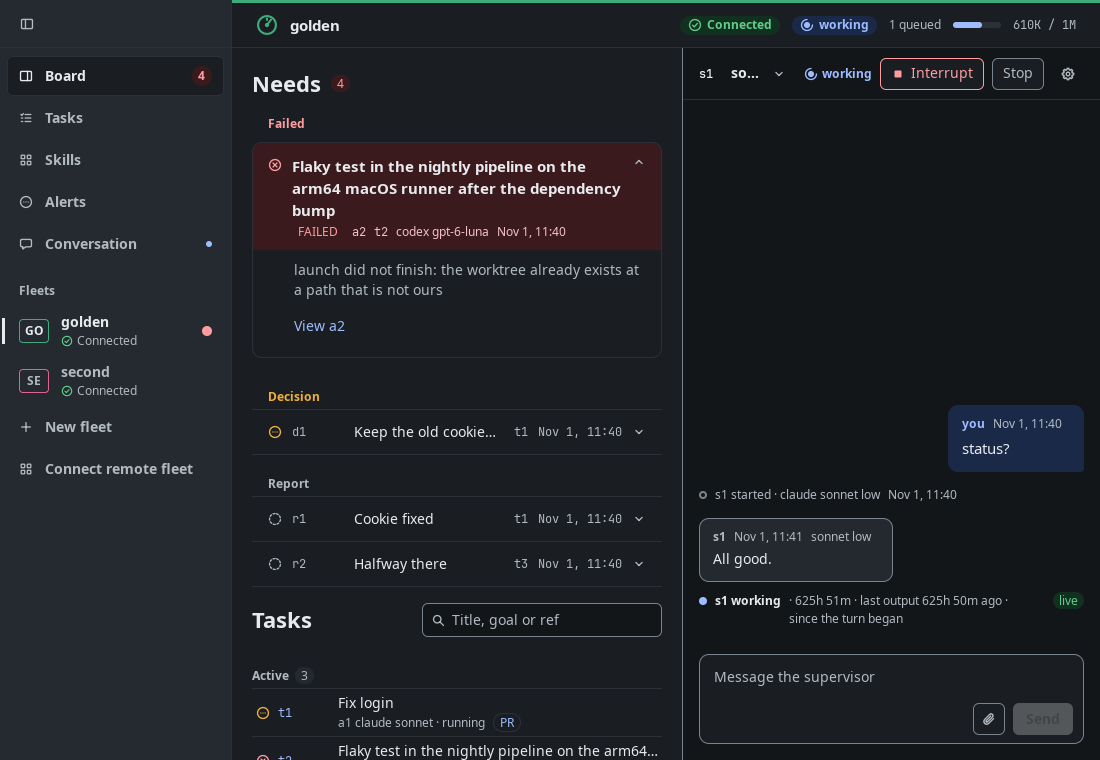 golden
Connected
working
1 queued
610K / 1M
Board
4
Tasks
Skills
Alerts
Conversation
Fleets
GO
golden
Connected
SE
second
Connected
New fleet
Connect remote fleet
Needs 4
Failed
Flaky test in the nightly pipeline on the
arm64 macOS runner after the dependency
bump
FAILED a2 t2 codex gpt-6-luna Nov 1, 11:40
launch did not finish: the worktree already exists at
a path that is not ours
View a2
Decision
d1 Keep the old cookie… t1 Nov 1, 11:40
Report
r1 Cookie fixed t1 Nov 1, 11:40
r2 Halfway there t3 Nov 1, 11:40
Tasks
Title, goal or ref
Active 3
t1 Fix login
a1 claude sonnet · running PR
t2 Flaky test in the nightly pipeline on the arm64…
s1 so… working Interrupt Stop
you Nov 1, 11:40
status?
s1 started · claude sonnet low Nov 1, 11:40
s1 Nov 1, 11:41 sonnet low
All good.
s1 working · 625h 51m · last output 625h 50m ago · live
since the turn began
Message the supervisor
Send